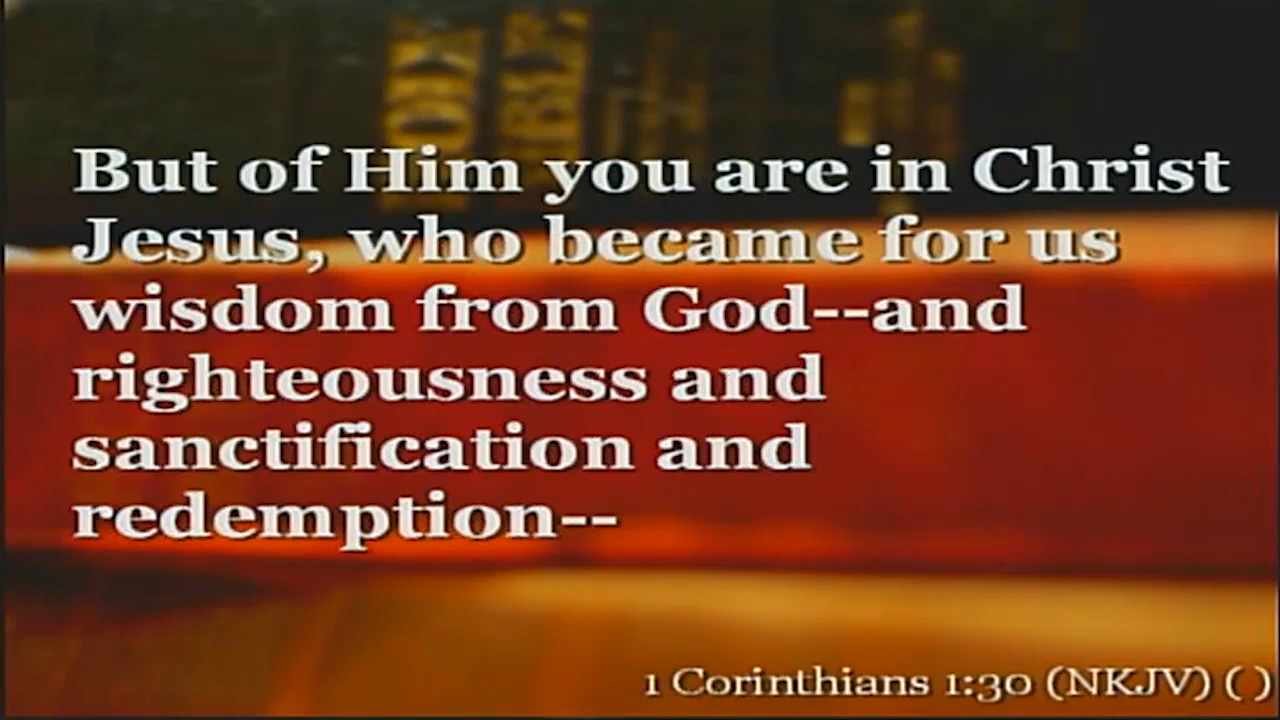 But of Him you are in Christ
Jesus, who became for us
wisdom from God--and
righteousness and
sanctification and
redemption--
1 Corinthians 1:30 (NKJV) ( )